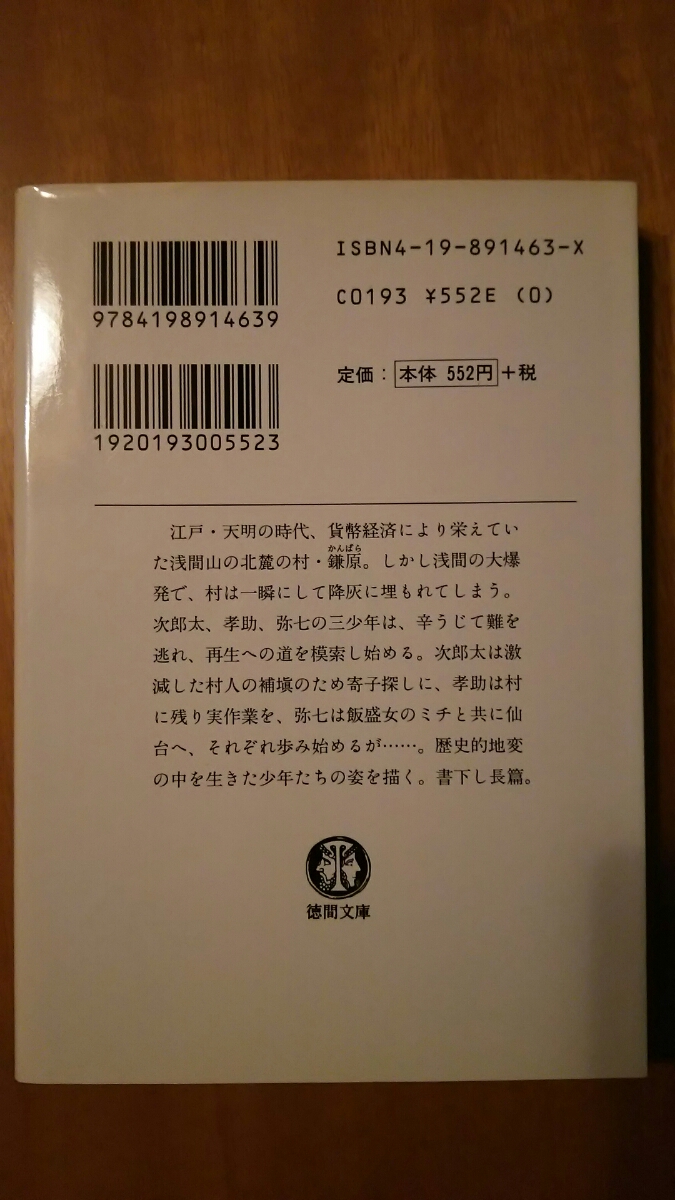 ISBN4-19-891463-X
C0193 ¥552E (0)
9784198914639
定価：本体 552円+税
1920193005523
江戸・天明の時代、貨幣経済により栄えてい
た浅間山の北麓の村・鎌原。しかし浅間の大爆
かんばら
発で、村は一瞬にして降灰に埋もれてしまう。
次郎太、孝助、弥七の三少年は、辛うじて難を
逃れ、再生への道を模索し始める。次郎太は激
減した村人の補塡のため寄子探しに、孝助は村
に残り実作業を、弥七は飯盛女のミチと共に仙
台へ、それぞれ歩み始めるが……。歴史的地変
の中を生きた少年たちの姿を描く。書下し長篇。
徳間文庫